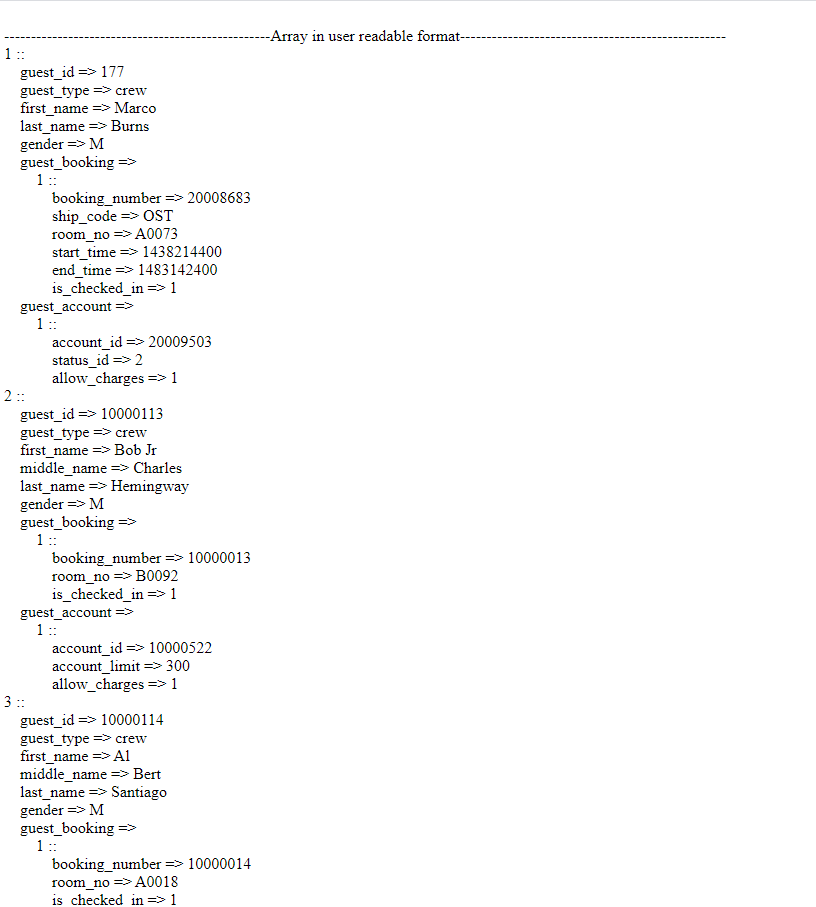 --------------------------------------------------Array in user readable format--------------------------------------------------
1 ::
guest_id => 177
guest_type => crew
first_name => Marco
last_name => Burns
gender => M
guest_booking =>
1 ::
booking_number => 20008683
ship_code => OST
room_no => A0073
start_time => 1438214400
end_time => 1483142400
is_checked_in => 1
guest_account =>
1 ::
account_id => 20009503
status_id => 2
allow_charges => 1
2 ::
guest_id => 10000113
guest_type => crew
first_name => Bob Jr
middle_name => Charles
last_name => Hemingway
gender => M
guest_booking =>
1 ::
booking_number => 10000013
room_no => B0092
is_checked_in => 1
guest_account =>
1 ::
account_id => 10000522
account_limit => 300
allow_charges => 1
3 ::
guest_id => 10000114
guest_type => crew
first_name => Al
middle_name => Bert
last_name => Santiago
gender => M
guest_booking =>
1 ::
booking_number => 10000014
room_no => A0018
is_checked_in => 1